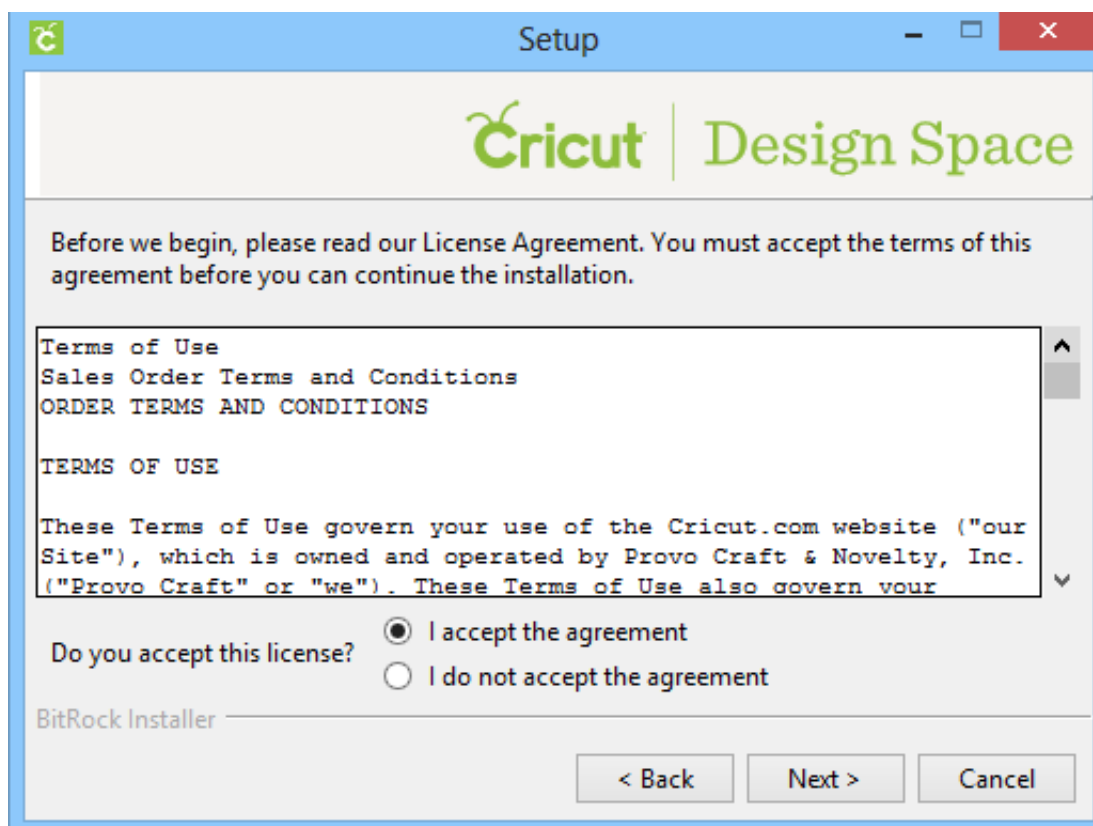 Setup
Cricut Design Space
Before we begin, please read our License Agreement. You must accept the terms of this
agreement before you can continue the installation.
Terms of Use
Sales Order Terms and Conditions
ORDER TERMS AND CONDITIONS
TERMS OF USE
These Terms of Use govern your use of the Cricut.com website ("our
Site"), which is owned and operated by Provo Craft & Novelty, Inc.
("Provo Craft" or "we"). These Terms of Use also govern your
Do you accept this license?
I accept the agreement
I do not accept the agreement
BitRock Installer
< Back Next > Cancel